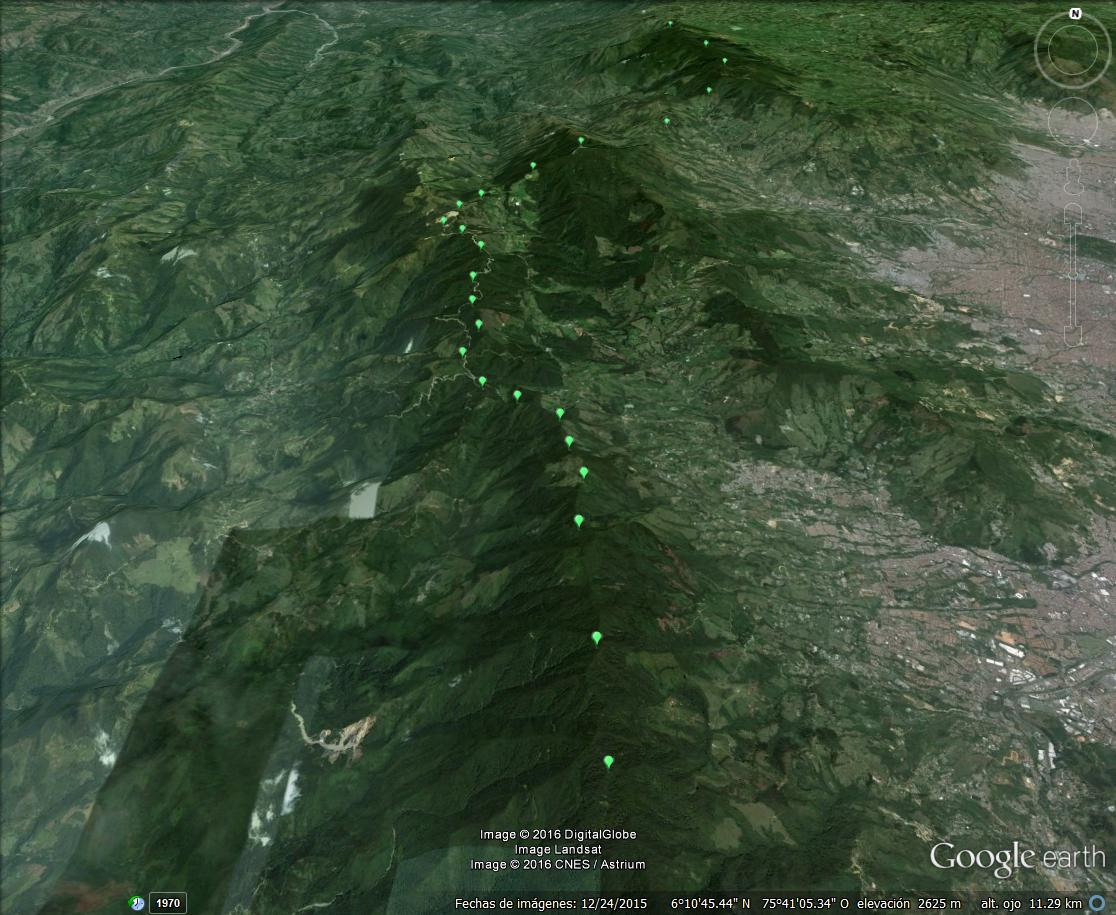 N
Image © 2016 DigitalGlobe
Image Landsat
Image © 2016 CNES / Astrium
Google earth
1970
Fechas de imágenes: 12/24/2015 6°10'45.44" N 75°41'05.34" O elevación 2625 m alt. ojo 11.29 km